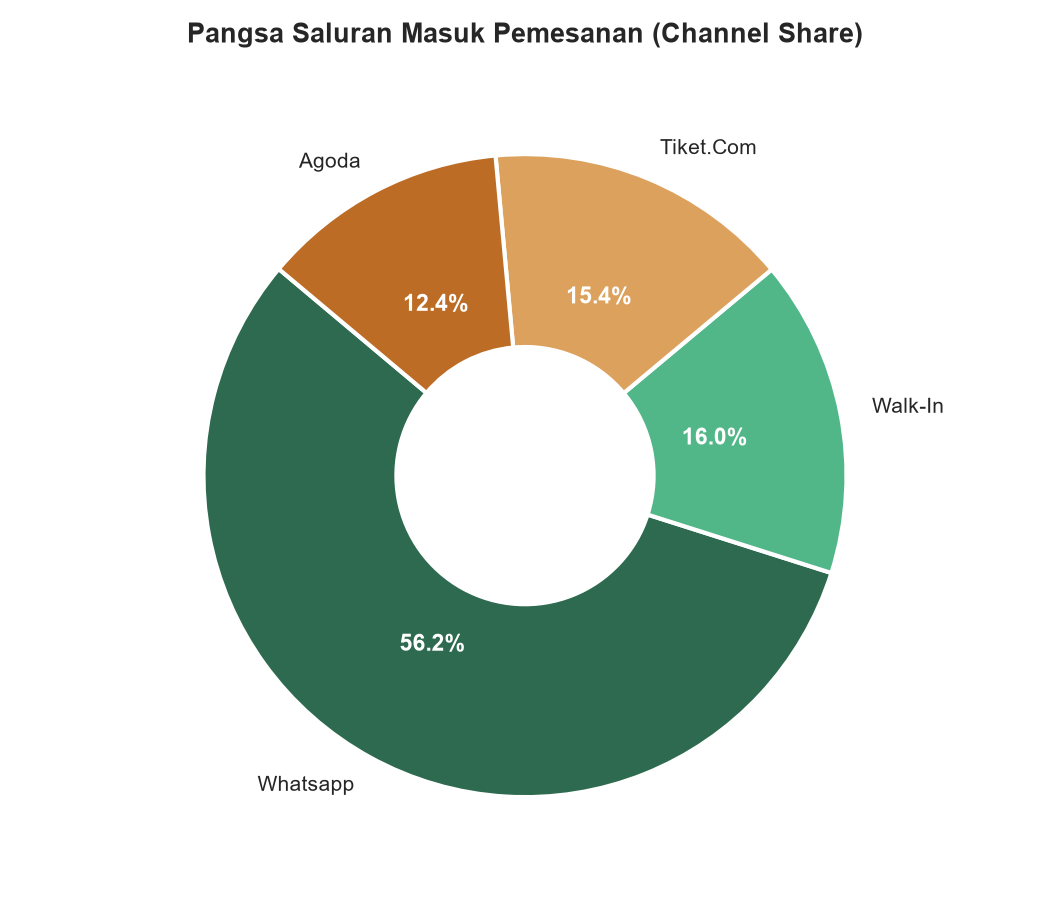 Pangsa Saluran Masuk Pemesanan (Channel Share)
Agoda
Tiket.Com
12.4%
15.4%
Walk-In
16.0%
56.2%
Whatsapp